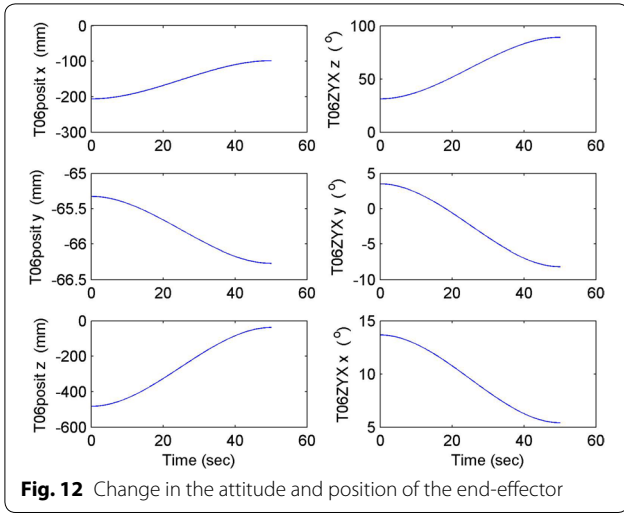 0
-100
-200
-300
T06posit x (mm)
0 20 40 60
100
50
0
T06ZYX z (°)
0 20 40 60
-65
-65.5
-66
-66.5
T06posit y (mm)
0 20 40 60
5
0
-5
-10
T06ZYX y (°)
0 20 40 60
0
-200
-400
-600
T06posit z (mm)
0 20 40 60
Time (sec)
15
10
5
T06ZYX x (°)
0 20 40 60
Time (sec)
Fig. 12 Change in the attitude and position of the end-effector